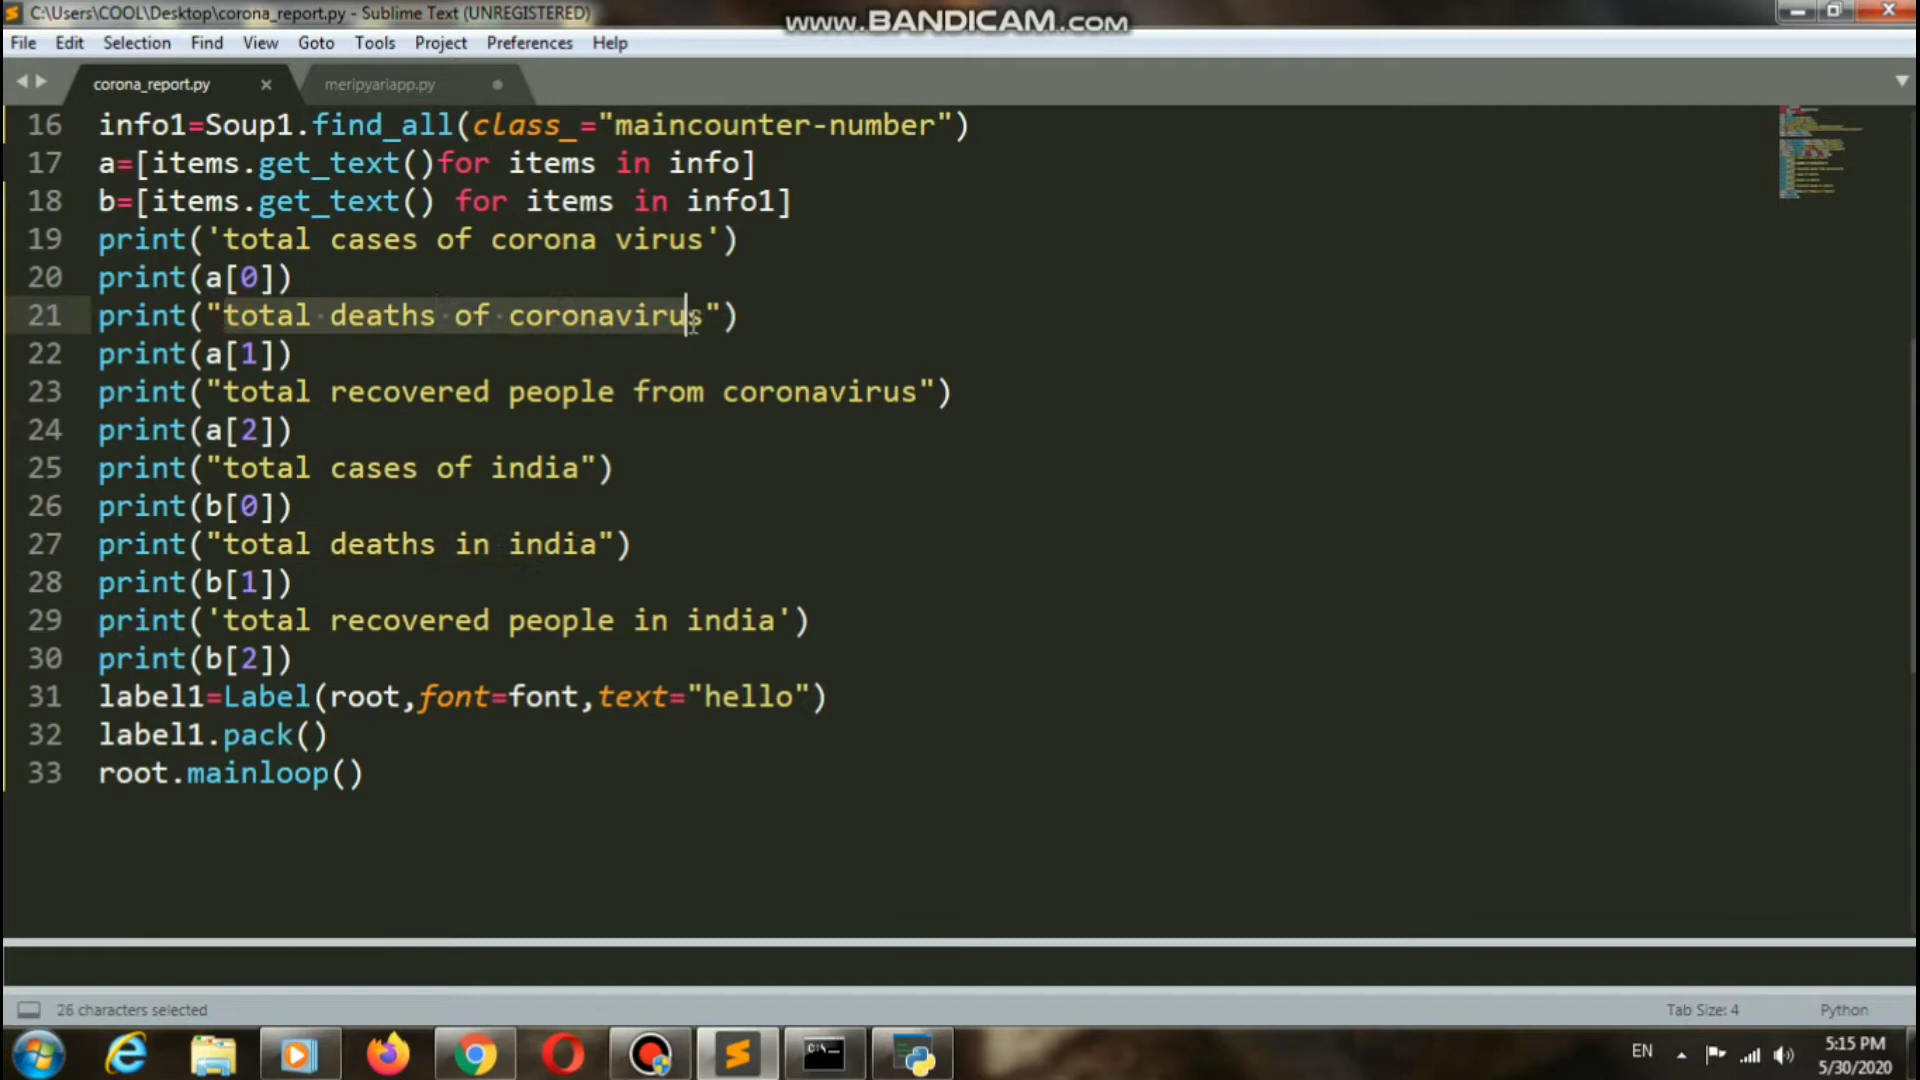 C:\Users\COOL\Desktop\corona_report.py - Sublime Text (UNREGISTERED)
www.BANDICAM.com
File Edit Selection Find View Goto Tools Project Preferences Help
corona_report.py
meripyariapp.py
16 info1=Soup1.find_all(class_="maincounter-number")
17 a=[items.get_text()for items in info]
18 b=[items.get_text() for items in info1]
19 print('total cases of corona virus')
20 print(a[0])
21 print("total deaths of coronavirus")
22 print(a[1])
23 print("total recovered people from coronavirus")
24 print(a[2])
25 print("total cases of india")
26 print(b[0])
27 print("total deaths in india")
28 print(b[1])
29 print('total recovered people in india')
30 print(b[2])
31 label1=Label(root,font=font,text="hello")
32 label1.pack()
33 root.mainloop()
26 characters selected
Tab Size: 4
Python
EN
5:15 PM
5/30/2020